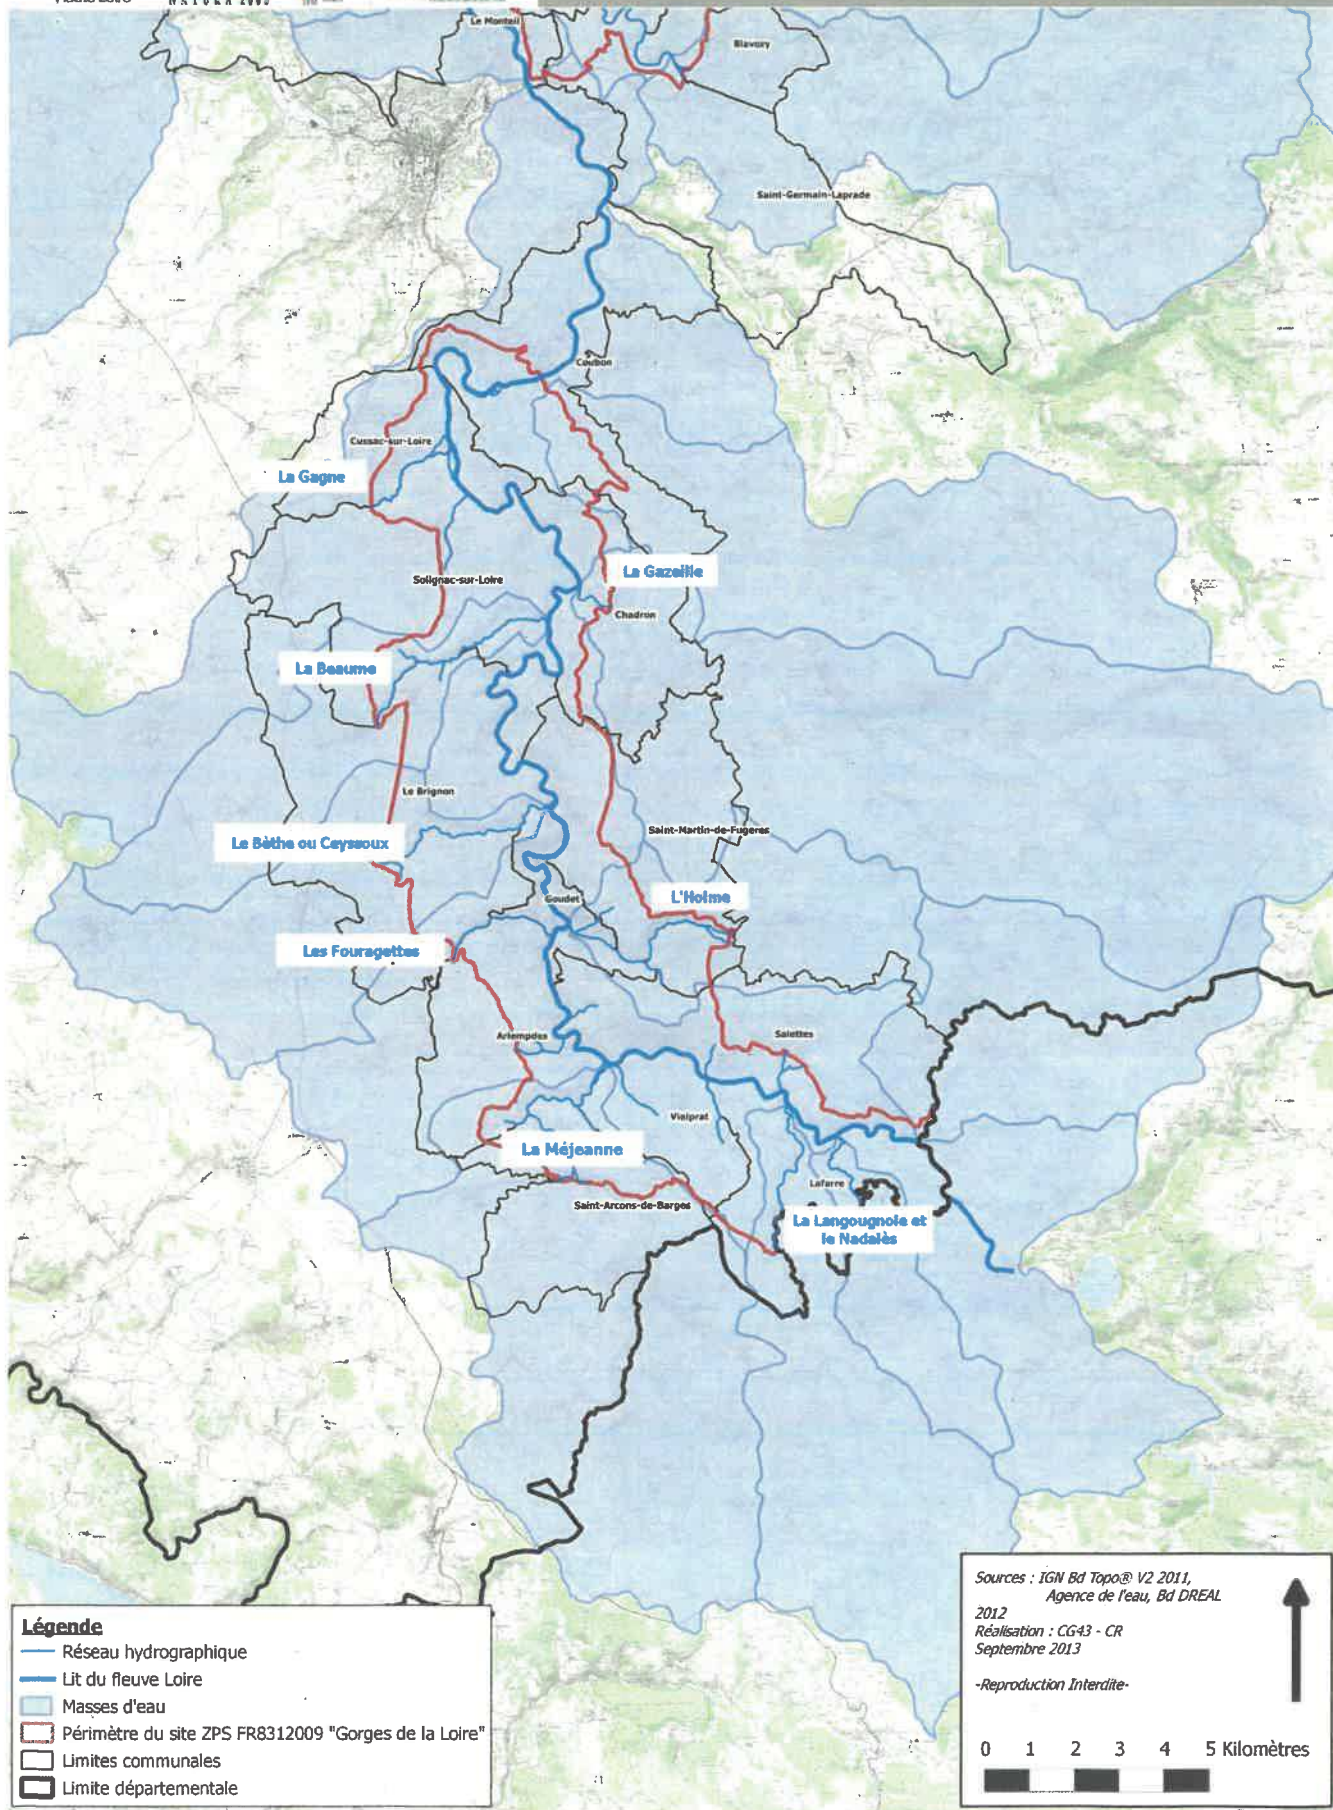 NATURA 2000
Le Monteil
Blavozy
Saint-Germain-Laprade
Coubon
Cussac-sur-Loire
La Gagne
Solignac-sur-Loire
La Gazeille
Chadron
La Beaume
Le Brignon
Saint-Martin-de-Fugeres
Le Bèthe ou Ceyssoux
L'Holme
Goudet
Les Fouragettes
Arlempdes
Salettes
Vielprat
La Méjeanne
Lafarre
Saint-Arcons-de-Barges
La Langougnole et
le Nadalès
Légende
Réseau hydrographique
Lit du fleuve Loire
Masses d'eau
Périmètre du site ZPS FR8312009 "Gorges de la Loire"
Limites communales
Limite départementale
Sources : IGN Bd Topo® V2 2011,
Agence de l'eau, Bd DREAL
2012
Réalisation : CG43 - CR
Septembre 2013
-Reproduction Interdite-
0 1 2 3 4 5 Kilomètres